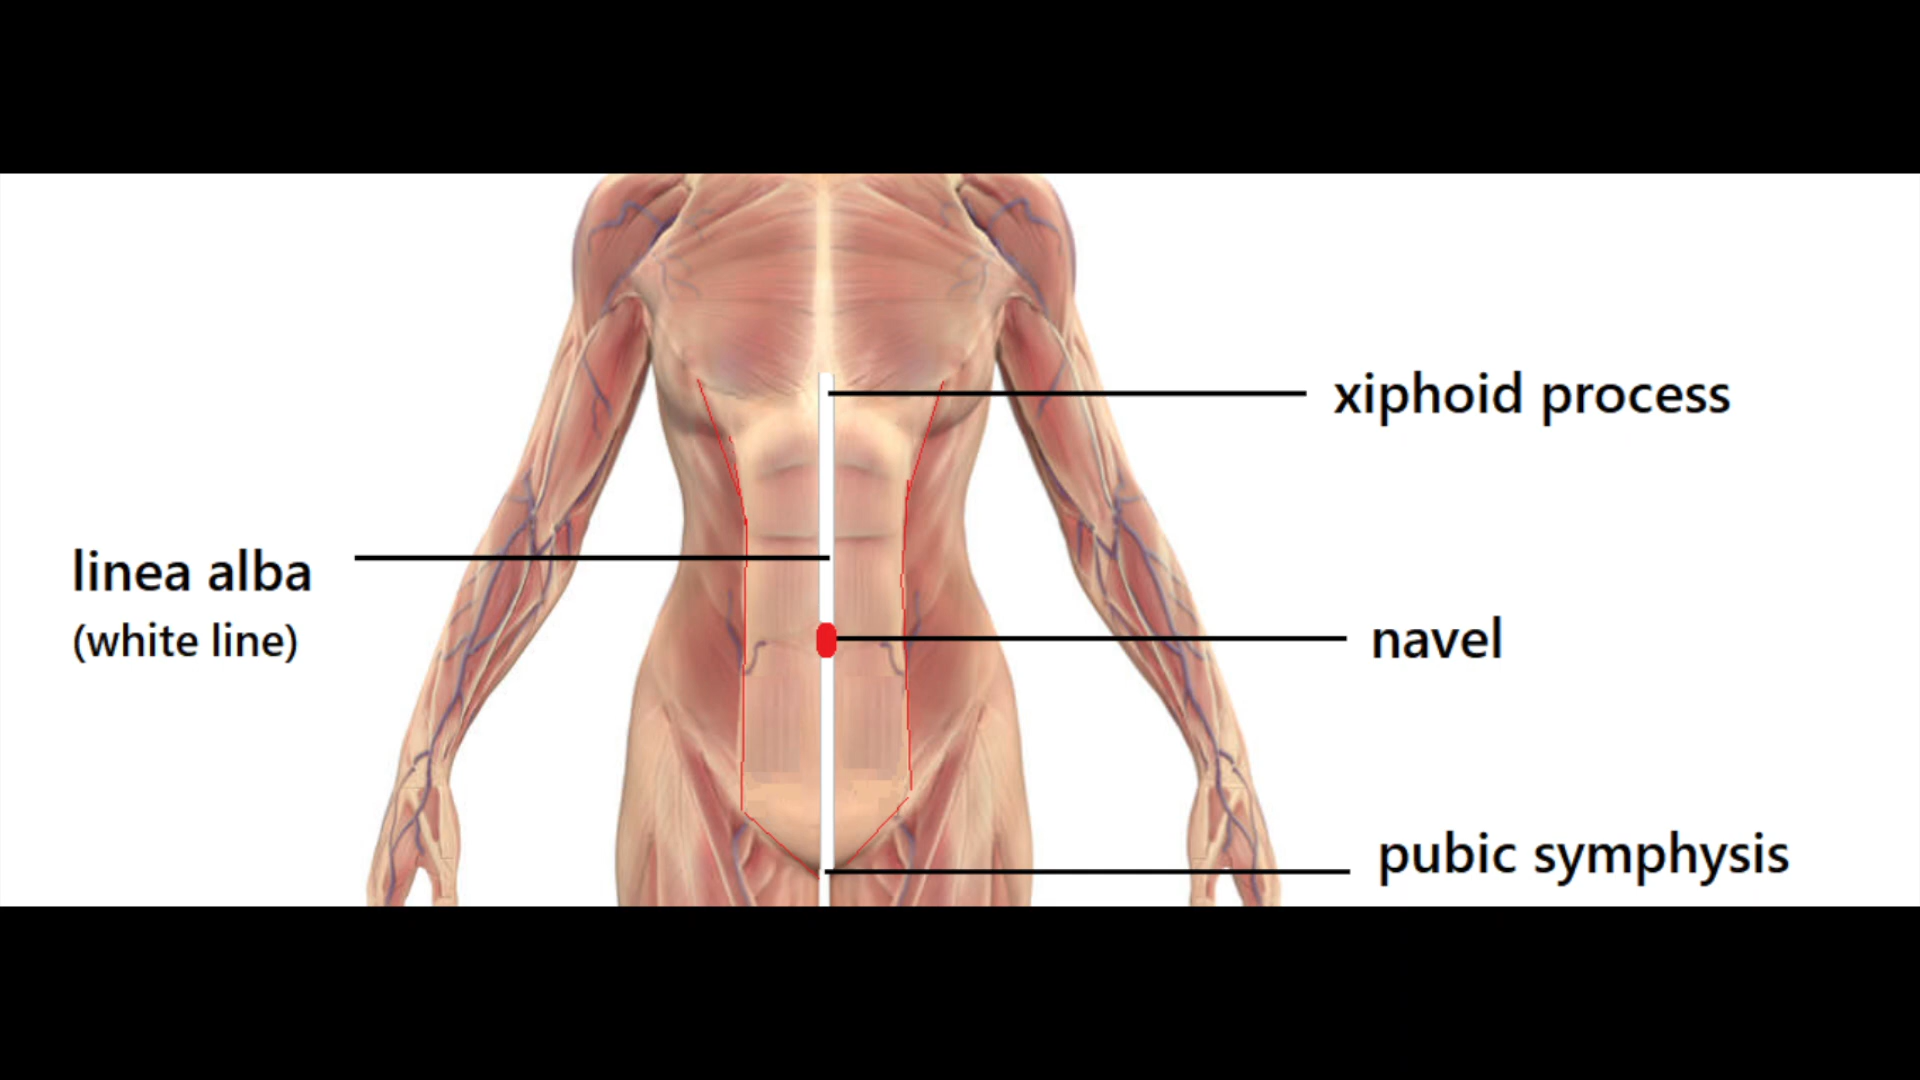 xiphoid process
linea alba
(white line)
navel
pubic symphysis